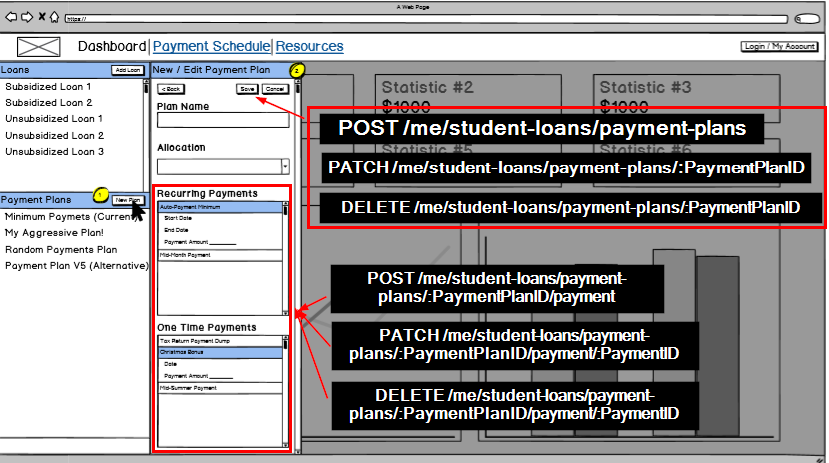 A Web Page
https://
Dashboard | Payment Schedule | Resources
Login / My Account
Loans
Add Loan
Subsidized Loan 1
Subsidized Loan 2
Unsubsidized Loan 1
Unsubsidized Loan 2
Unsubsidized Loan 3
Payment Plans
1
New Plan
Minimum Paymets (Current)
My Aggressive Plan!
Random Payments Plan
Payment Plan V5 (Alternative)
New / Edit Payment Plan
2
< Back
Save
Cancel
Plan Name
Allocation
Recurring Payments
Auto-Payment Minimum
Start Date
End Date
Payment Amount ________
Mid-Month Payment
One Time Payments
Tax Return Payment Dump
Christmas Bonus
Date
Payment Amount ________
Mid-Summer Payment
Statistic #2
$1000
Statistic #3
$1000
POST /me/student-loans/payment-plans
PATCH /me/student-loans/payment-plans/:PaymentPlanID
DELETE /me/student-loans/payment-plans/:PaymentPlanID
POST /me/student-loans/payment-
plans/:PaymentPlanID/payment
PATCH /me/student-loans/payment-
plans/:PaymentPlanID/payment/:PaymentID
DELETE /me/student-loans/payment-
plans/:PaymentPlanID/payment/:PaymentID